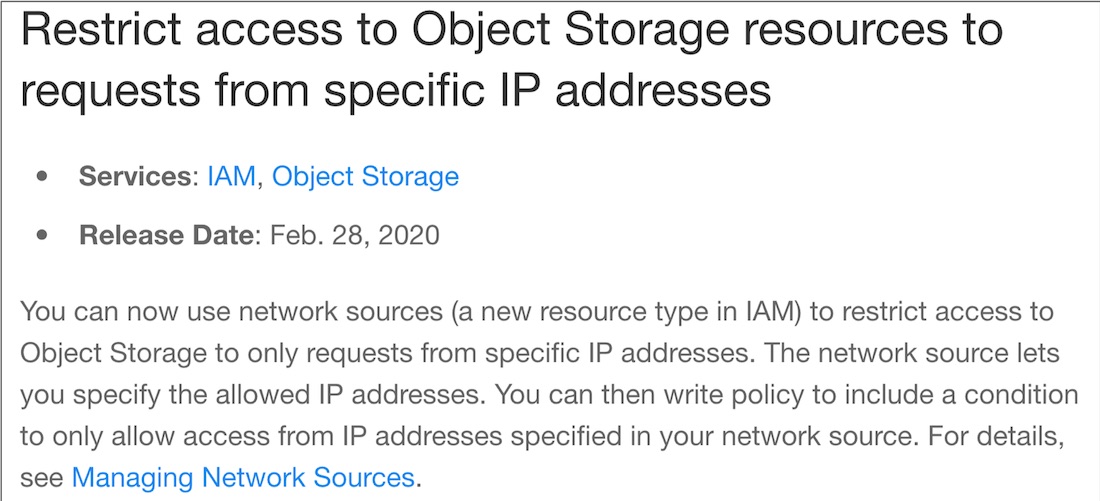 Restrict access to Object Storage resources to
requests from specific IP addresses
• Services: IAM, Object Storage
• Release Date: Feb. 28, 2020
You can now use network sources (a new resource type in IAM) to restrict access to
Object Storage to only requests from specific IP addresses. The network source lets
you specify the allowed IP addresses. You can then write policy to include a condition
to only allow access from IP addresses specified in your network source. For details,
see Managing Network Sources.